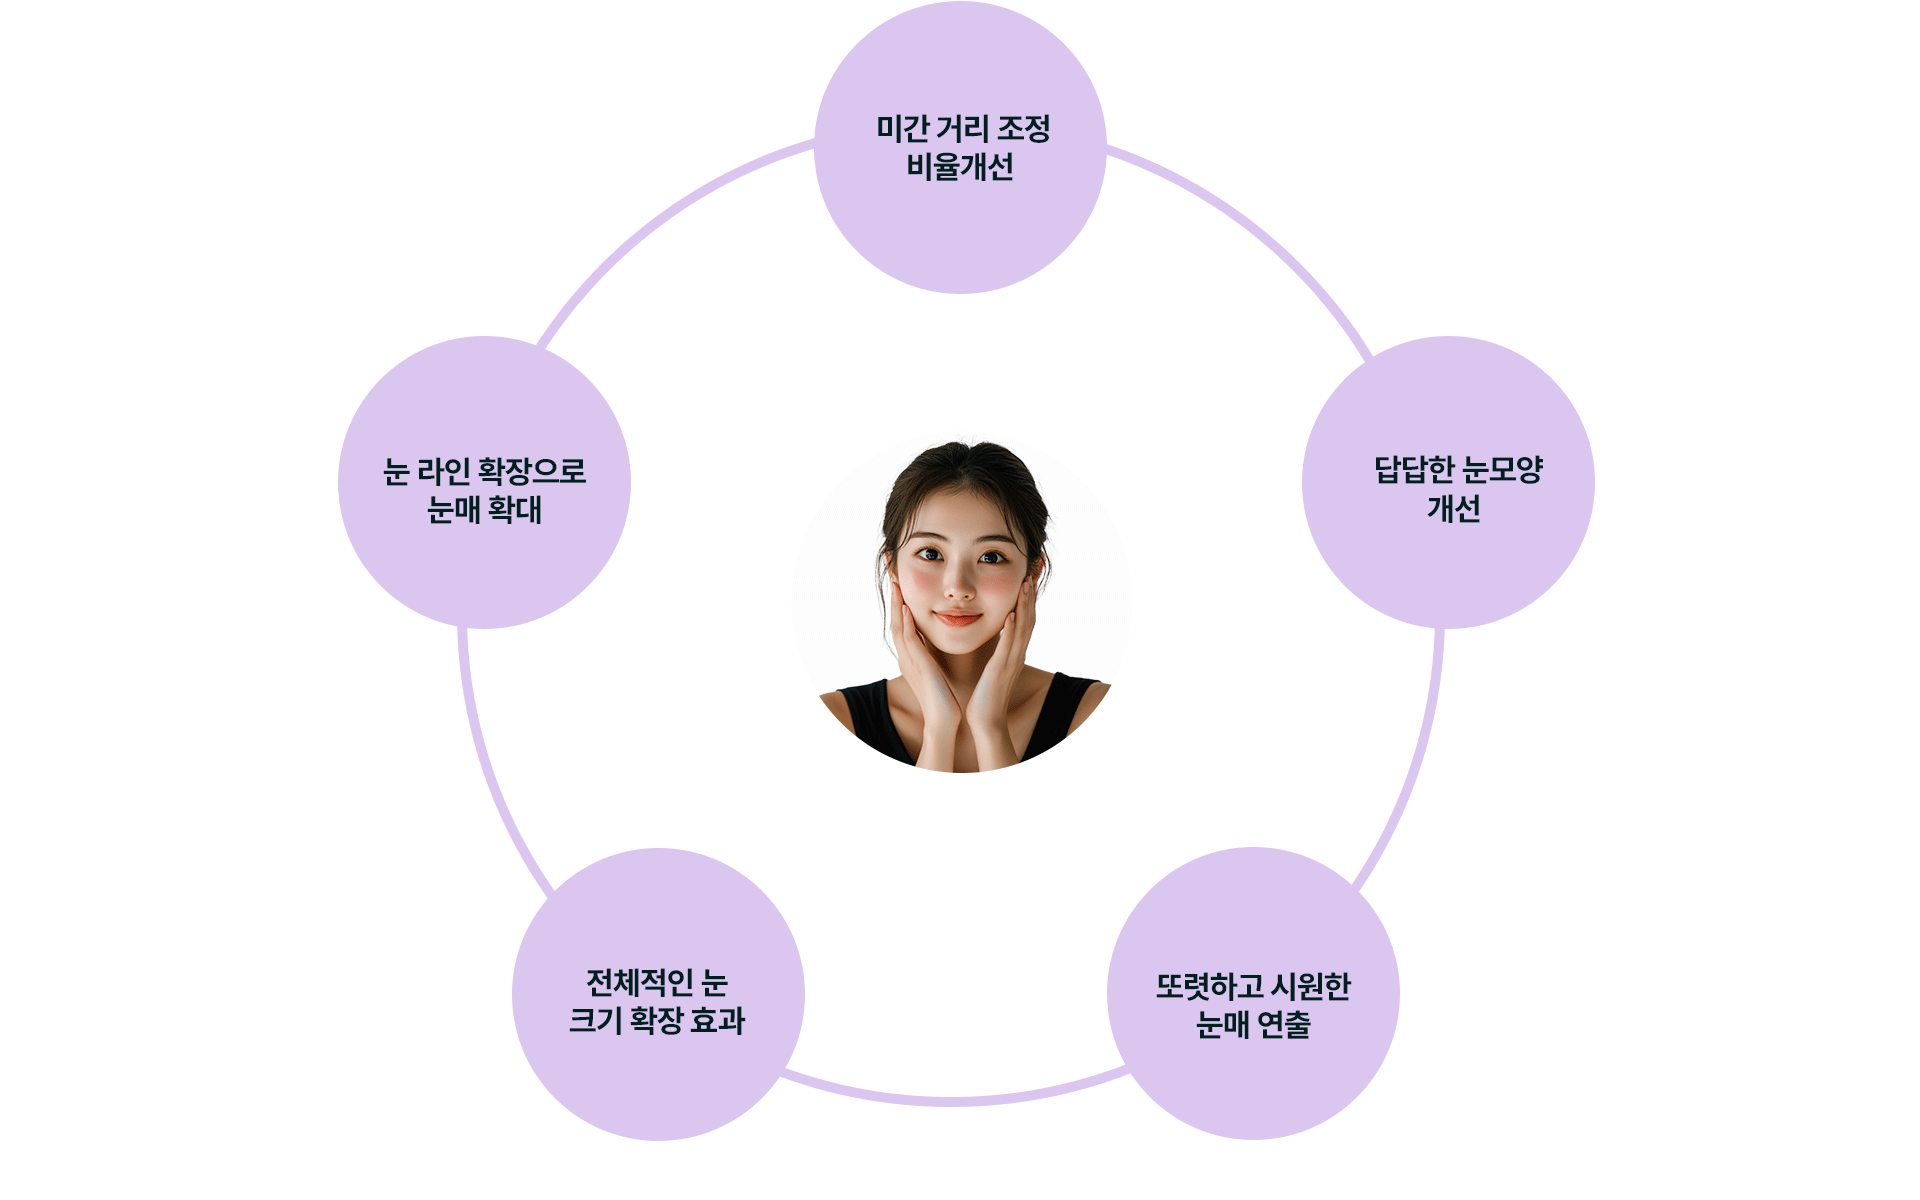 미간 거리 조정
비율개선
눈 라인 확장으로
눈매 확대
답답한 눈모양
개선
전체적인 눈
크기 확장 효과
또렷하고 시원한
눈매 연출